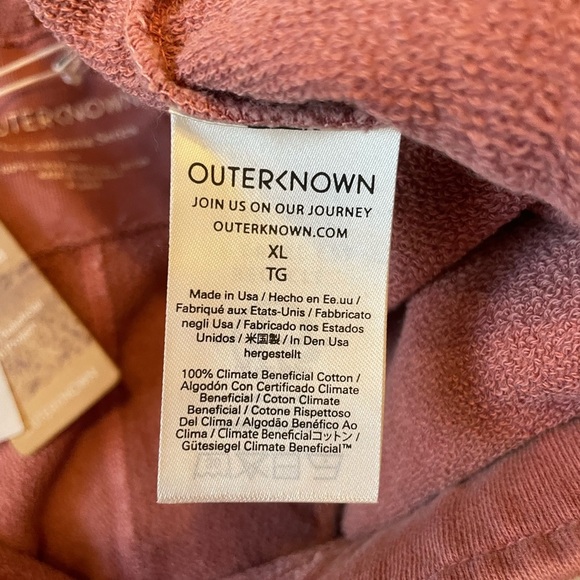 OUTERKNOWN
OUTERKNOWN
JOIN US ON OUR JOURNEY
OUTERKNOWN.COM
XL
TG
Made in Usa / Hecho en Ee.uu /
Fabriqué aux Etats-Unis / Fabbricato
negli Usa / Fabricado nos Estados
Unidos / 米国製 / In Den Usa
hergestellt
100% Climate Beneficial Cotton /
Algodón Con Certificado Climate
Beneficial / Coton Climate
Beneficial / Cotone Rispettoso
Del Clima / Algodão Benéfico Ao
Clima / Climate Beneficialコットン /
Gütesiegel Climate Beneficial™